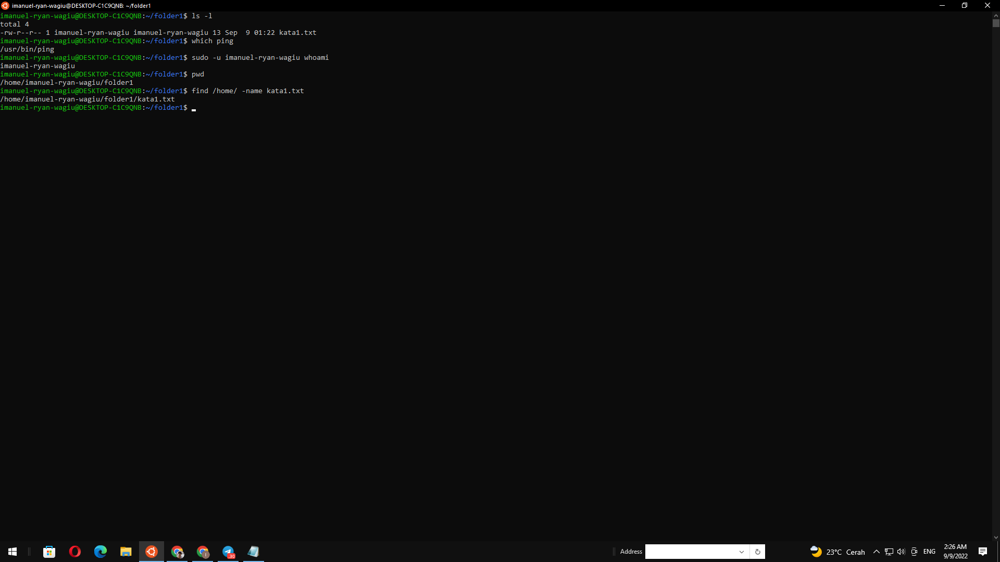 imanuel-ryan-wagiu@DESKTOP-C1C9QNB: ~/folder1
imanuel-ryan-wagiu@DESKTOP-C1C9QNB:~/folder1$ ls -l
total 4
-rw-r--r-- 1 imanuel-ryan-wagiu imanuel-ryan-wagiu 13 Sep  9 01:22 kata1.txt
imanuel-ryan-wagiu@DESKTOP-C1C9QNB:~/folder1$ which ping
/usr/bin/ping
imanuel-ryan-wagiu@DESKTOP-C1C9QNB:~/folder1$ sudo -u imanuel-ryan-wagiu whoami
imanuel-ryan-wagiu
imanuel-ryan-wagiu@DESKTOP-C1C9QNB:~/folder1$ pwd
/home/imanuel-ryan-wagiu/folder1
imanuel-ryan-wagiu@DESKTOP-C1C9QNB:~/folder1$ find /home/ -name kata1.txt
/home/imanuel-ryan-wagiu/folder1/kata1.txt
imanuel-ryan-wagiu@DESKTOP-C1C9QNB:~/folder1$
.30
Address
23°C Cerah
ENG
2:26 AM
9/9/2022